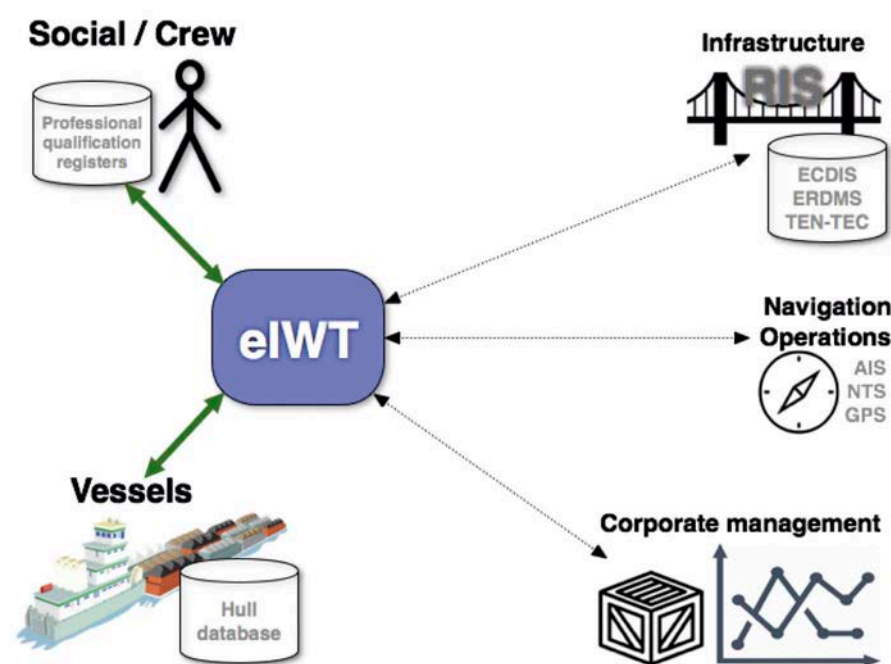 Social / Crew
Professional
qualification
registers
Infrastructure
RIS
ECDIS
ERDMS
TEN-TEC
eIWT
Navigation
Operations
AIS
NTS
GPS
Vessels
Hull
database
Corporate management